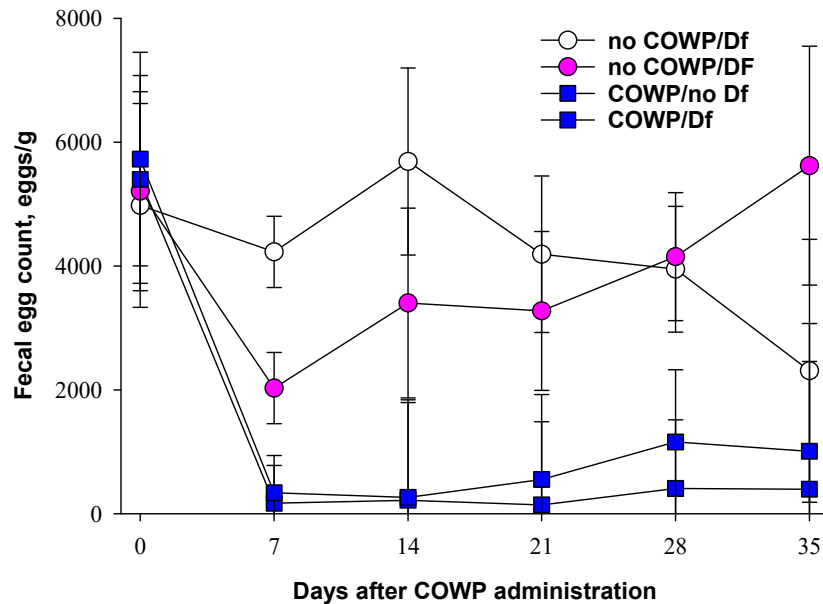 8000
6000
4000
2000
0
Fecal egg count, eggs/g
no COWP/Df
no COWP/DF
COWP/no Df
COWP/Df
0 7 14 21 28 35
Days after COWP administration